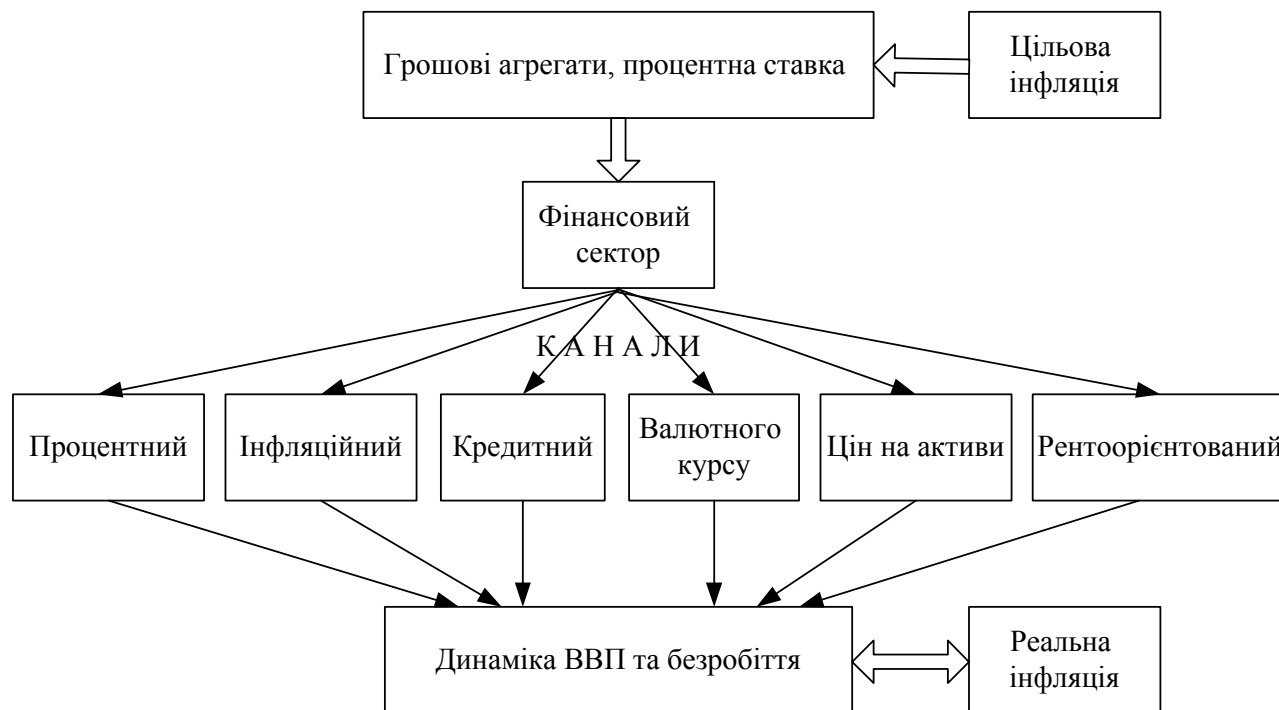 Грошові агрегати, процентна ставка
Цільова
інфляція
Фінансовий
сектор
К А Н А Л И
Процентний
Інфляційний
Кредитний
Валютного
курсу
Цін на активи
Рентоорієнтований
Динаміка ВВП та безробіття
Реальна
інфляція